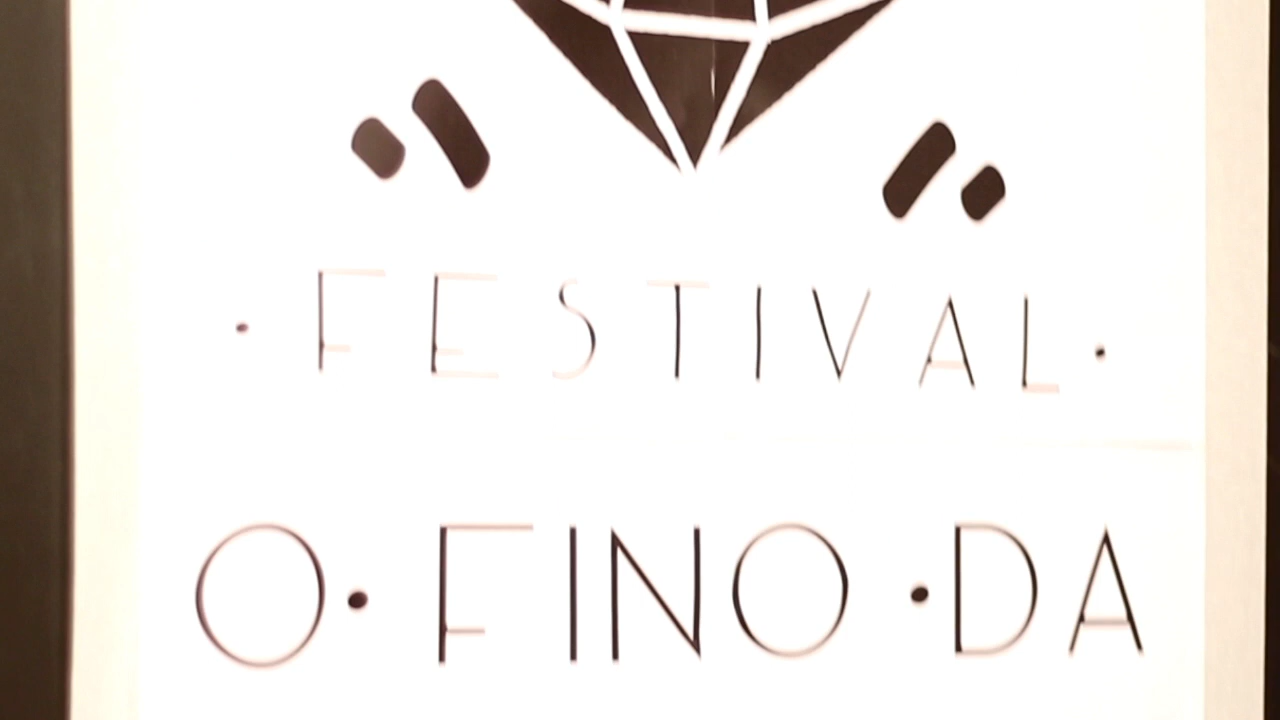 · FESTIVAL ·
O · FINO · DA